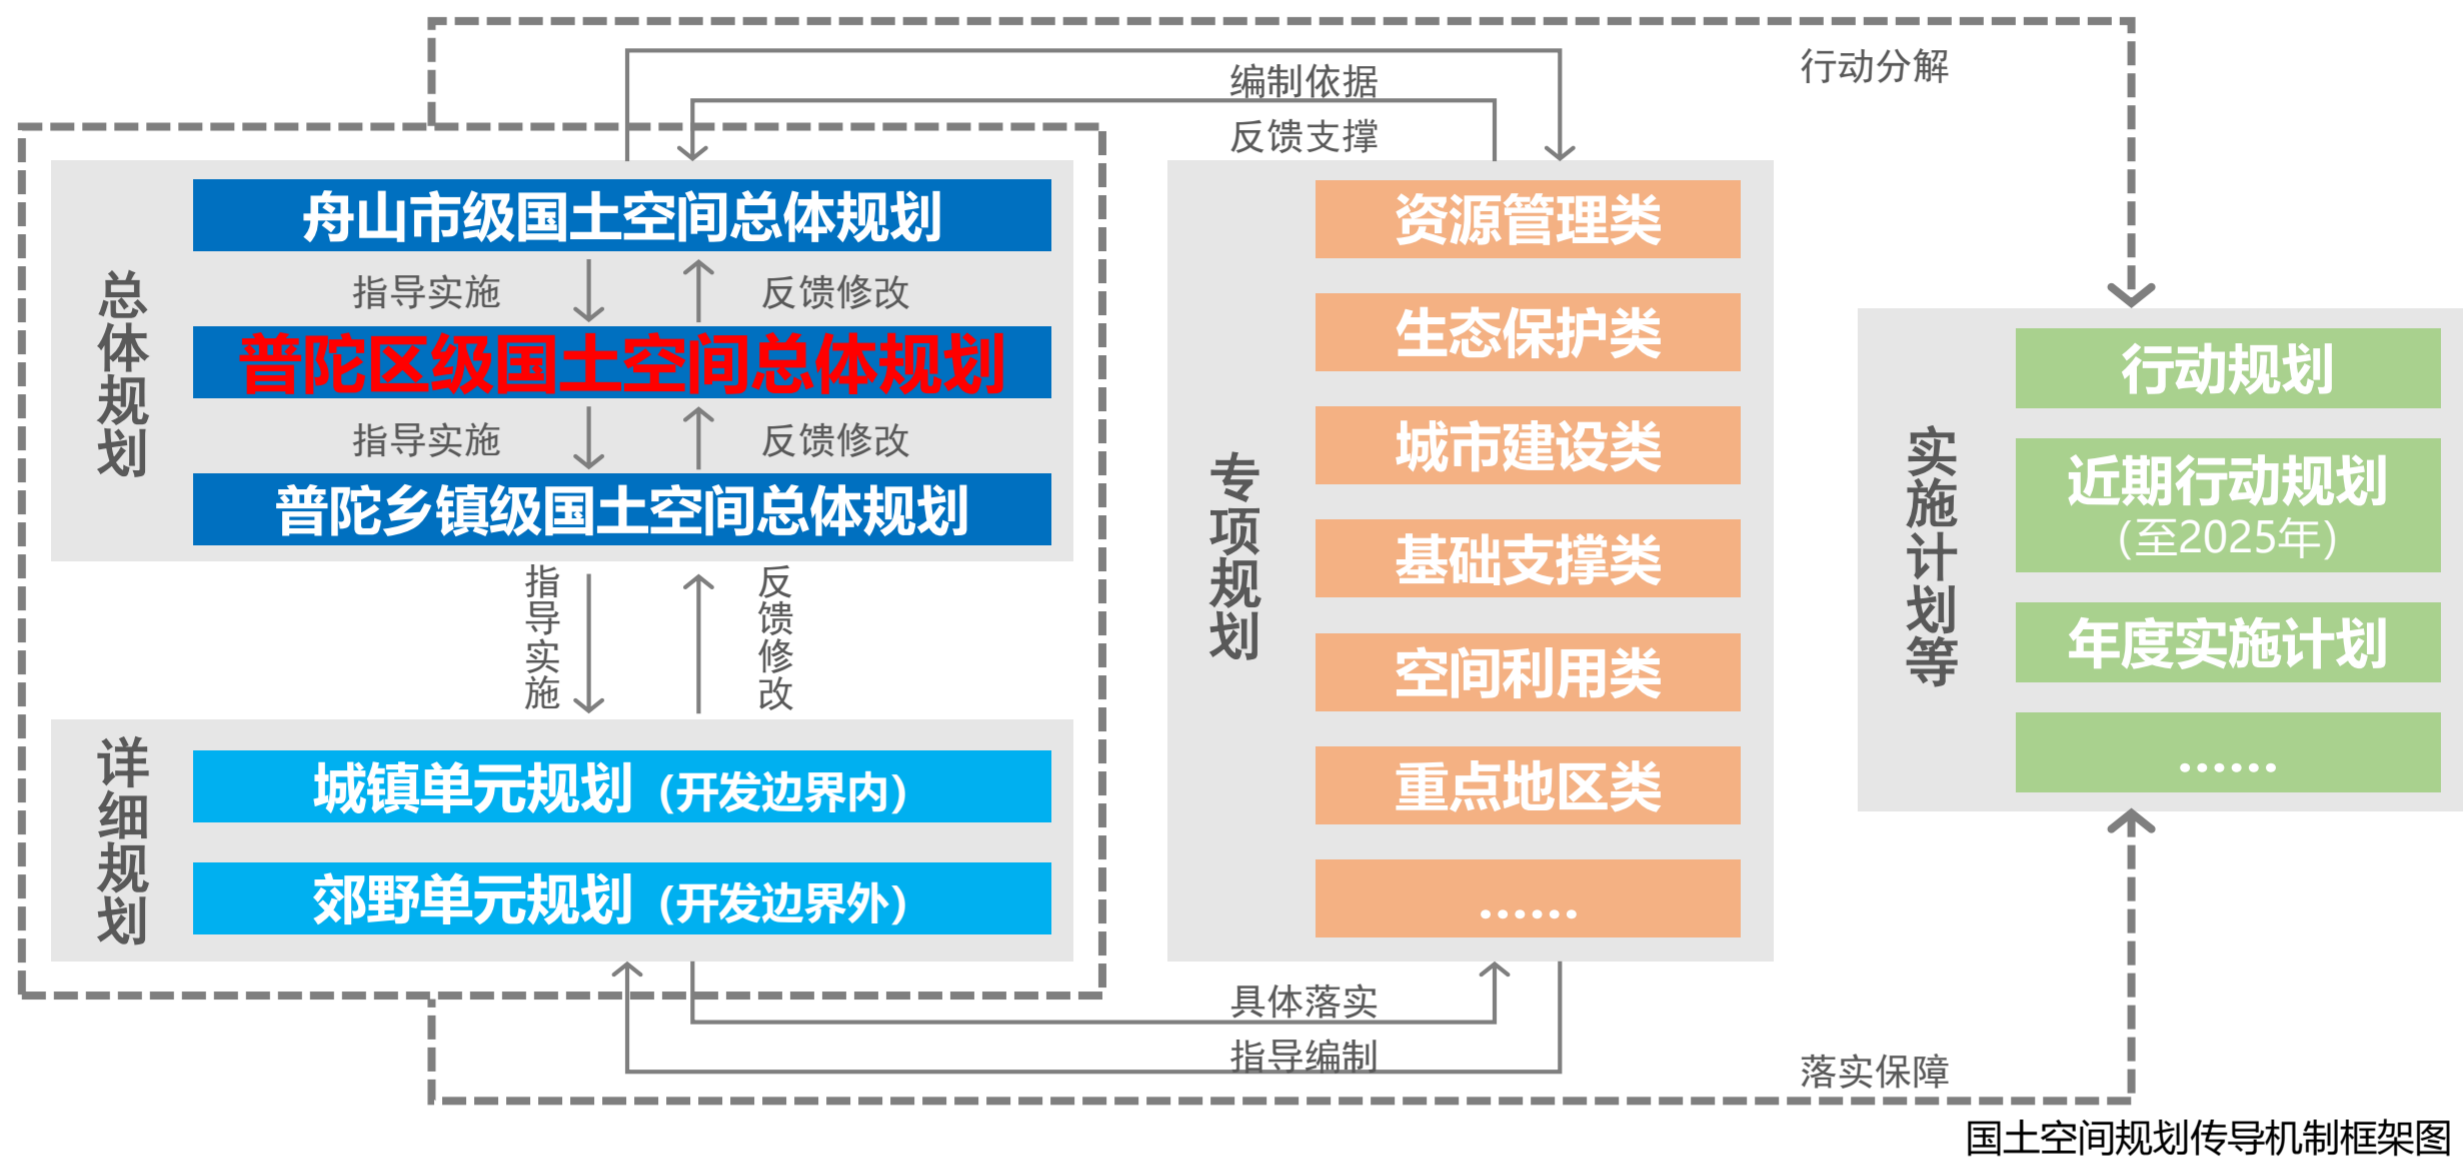 行动分解
编制依据
反馈支撑
总体规划
舟山市级国土空间总体规划
指导实施
反馈修改
普陀区级国土空间总体规划
指导实施
反馈修改
普陀乡镇级国土空间总体规划
指导实施
反馈修改
详细规划
城镇单元规划（开发边界内）
郊野单元规划（开发边界外）
专项规划
资源管理类
生态保护类
城市建设类
基础支撑类
空间利用类
重点地区类
……
实施计划等
行动规划
近期行动规划
(至2025年)
年度实施计划
……
具体落实
指导编制
落实保障
国土空间规划传导机制框架图